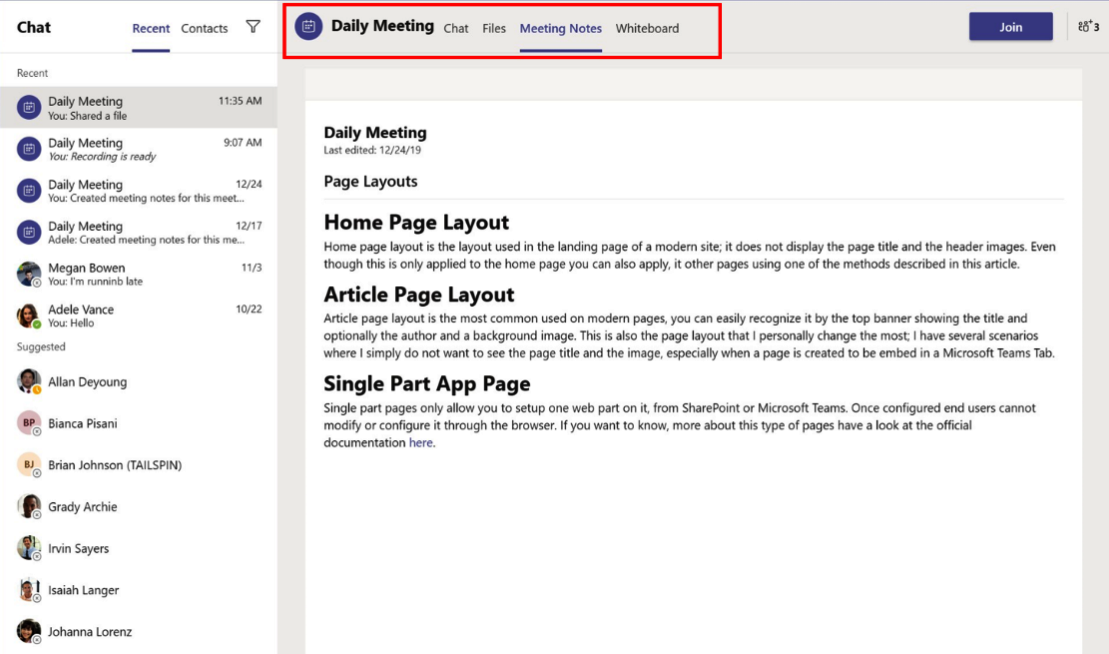 Chat
Recent Contacts
Recent
Daily Meeting 11:35 AM
You: Shared a file
Daily Meeting 9:07 AM
You: Recording is ready
Daily Meeting 12/24
You: Created meeting notes for this meet...
Daily Meeting 12/17
Adele: Created meeting notes for this me...
Megan Bowen 11/3
You: I'm runninb late
Adele Vance 10/22
You: Hello
Suggested
Allan Deyoung
BP Bianca Pisani
BJ Brian Johnson (TAILSPIN)
Grady Archie
Irvin Sayers
Isaiah Langer
Johanna Lorenz
Daily Meeting Chat Files Meeting Notes Whiteboard
Join 3
Daily Meeting
Last edited: 12/24/19
Page Layouts
Home Page Layout
Home page layout is the layout used in the landing page of a modern site; it does not display the page title and the header images. Even
though this is only applied to the home page you can also apply, it other pages using one of the methods described in this article.
Article Page Layout
Article page layout is the most common used on modern pages, you can easily recognize it by the top banner showing the title and
optionally the author and a background image. This is also the page layout that I personally change the most; I have several scenarios
where I simply do not want to see the page title and the image, especially when a page is created to be embed in a Microsoft Teams Tab.
Single Part App Page
Single part pages only allow you to setup one web part on it, from SharePoint or Microsoft Teams. Once configured end users cannot
modify or configure it through the browser. If you want to know, more about this type of pages have a look at the official
documentation here.